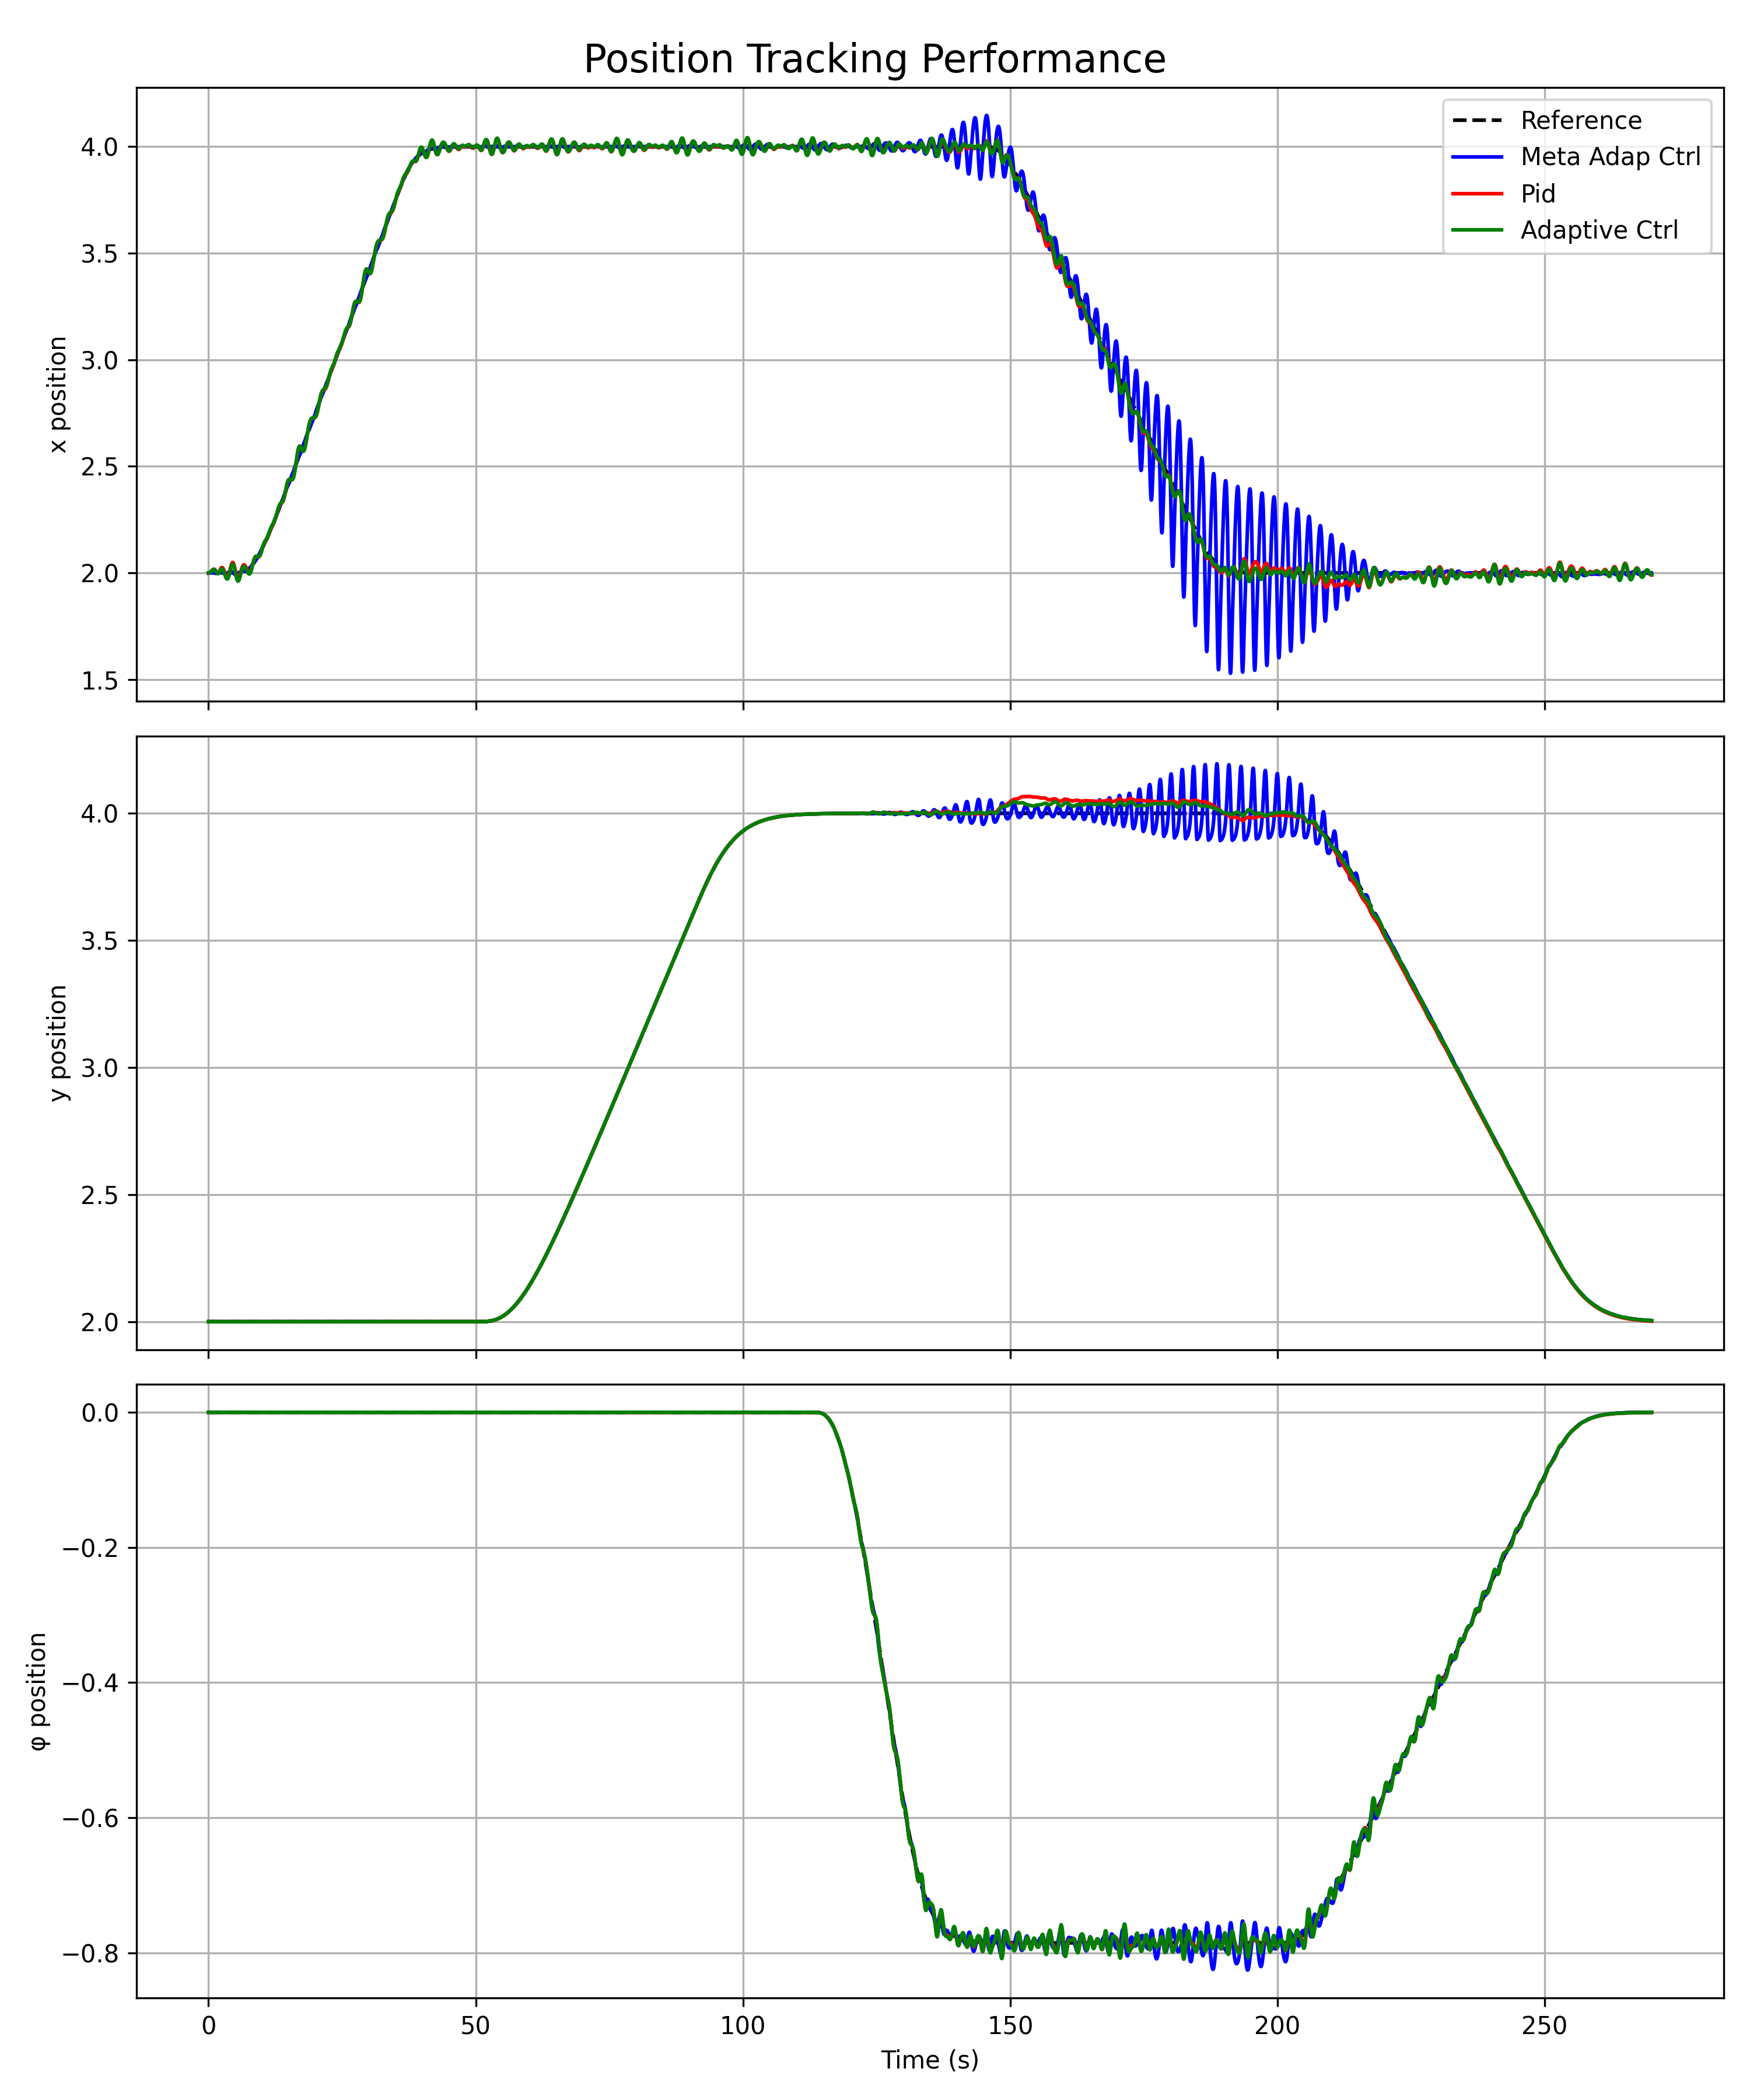 Position Tracking Performance
Reference
Meta Adap Ctrl
Pid
Adaptive Ctrl
x position
4.0
3.5
3.0
2.5
2.0
1.5
y position
4.0
3.5
3.0
2.5
2.0
φ position
0.0
−0.2
−0.4
−0.6
−0.8
0 50 100 150 200 250
Time (s)